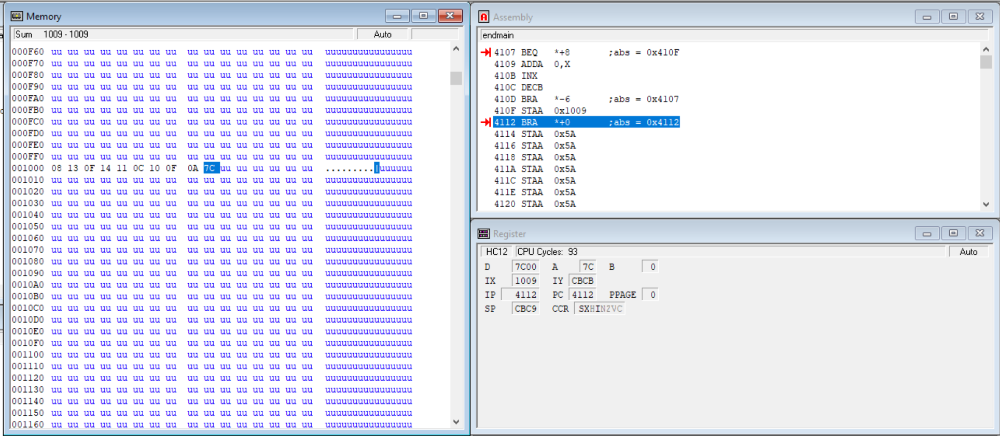 Memory
Sum 1009 - 1009 Auto
000F60 uu uu uu uu uu uu uu uu uu uu uu uu uu uu uu uu uuuuuuuuuuuuuuuu
000F70 uu uu uu uu uu uu uu uu uu uu uu uu uu uu uu uu uuuuuuuuuuuuuuuu
000F80 uu uu uu uu uu uu uu uu uu uu uu uu uu uu uu uu uuuuuuuuuuuuuuuu
000F90 uu uu uu uu uu uu uu uu uu uu uu uu uu uu uu uu uuuuuuuuuuuuuuuu
000FA0 uu uu uu uu uu uu uu uu uu uu uu uu uu uu uu uu uuuuuuuuuuuuuuuu
000FB0 uu uu uu uu uu uu uu uu uu uu uu uu uu uu uu uu uuuuuuuuuuuuuuuu
000FC0 uu uu uu uu uu uu uu uu uu uu uu uu uu uu uu uu uuuuuuuuuuuuuuuu
000FD0 uu uu uu uu uu uu uu uu uu uu uu uu uu uu uu uu uuuuuuuuuuuuuuuu
000FE0 uu uu uu uu uu uu uu uu uu uu uu uu uu uu uu uu uuuuuuuuuuuuuuuu
000FF0 uu uu uu uu uu uu uu uu uu uu uu uu uu uu uu uu uuuuuuuuuuuuuuuu
001000 08 13 0F 14 11 0C 10 0F 0A 7C uu uu uu uu uu uu .........|uuuuuu
001010 uu uu uu uu uu uu uu uu uu uu uu uu uu uu uu uu uuuuuuuuuuuuuuuu
001020 uu uu uu uu uu uu uu uu uu uu uu uu uu uu uu uu uuuuuuuuuuuuuuuu
001030 uu uu uu uu uu uu uu uu uu uu uu uu uu uu uu uu uuuuuuuuuuuuuuuu
001040 uu uu uu uu uu uu uu uu uu uu uu uu uu uu uu uu uuuuuuuuuuuuuuuu
001050 uu uu uu uu uu uu uu uu uu uu uu uu uu uu uu uu uuuuuuuuuuuuuuuu
001060 uu uu uu uu uu uu uu uu uu uu uu uu uu uu uu uu uuuuuuuuuuuuuuuu
001070 uu uu uu uu uu uu uu uu uu uu uu uu uu uu uu uu uuuuuuuuuuuuuuuu
001080 uu uu uu uu uu uu uu uu uu uu uu uu uu uu uu uu uuuuuuuuuuuuuuuu
001090 uu uu uu uu uu uu uu uu uu uu uu uu uu uu uu uu uuuuuuuuuuuuuuuu
0010A0 uu uu uu uu uu uu uu uu uu uu uu uu uu uu uu uu uuuuuuuuuuuuuuuu
0010B0 uu uu uu uu uu uu uu uu uu uu uu uu uu uu uu uu uuuuuuuuuuuuuuuu
0010C0 uu uu uu uu uu uu uu uu uu uu uu uu uu uu uu uu uuuuuuuuuuuuuuuu
0010D0 uu uu uu uu uu uu uu uu uu uu uu uu uu uu uu uu uuuuuuuuuuuuuuuu
0010E0 uu uu uu uu uu uu uu uu uu uu uu uu uu uu uu uu uuuuuuuuuuuuuuuu
0010F0 uu uu uu uu uu uu uu uu uu uu uu uu uu uu uu uu uuuuuuuuuuuuuuuu
001100 uu uu uu uu uu uu uu uu uu uu uu uu uu uu uu uu uuuuuuuuuuuuuuuu
001110 uu uu uu uu uu uu uu uu uu uu uu uu uu uu uu uu uuuuuuuuuuuuuuuu
001120 uu uu uu uu uu uu uu uu uu uu uu uu uu uu uu uu uuuuuuuuuuuuuuuu
001130 uu uu uu uu uu uu uu uu uu uu uu uu uu uu uu uu uuuuuuuuuuuuuuuu
001140 uu uu uu uu uu uu uu uu uu uu uu uu uu uu uu uu uuuuuuuuuuuuuuuu
001150 uu uu uu uu uu uu uu uu uu uu uu uu uu uu uu uu uuuuuuuuuuuuuuuu
001160 uu uu uu uu uu uu uu uu uu uu uu uu uu uu uu uu uuuuuuuuuuuuuuuu
Assembly
endmain
4107 BEQ *+8 ;abs = 0x410F
4109 ADDA 0,X
410B INX
410C DECB
410D BRA *-6 ;abs = 0x4107
410F STAA 0x1009
4112 BRA *+0 ;abs = 0x4112
4114 STAA 0x5A
4116 STAA 0x5A
4118 STAA 0x5A
411A STAA 0x5A
411C STAA 0x5A
411E STAA 0x5A
4120 STAA 0x5A
Register
HC12 CPU Cycles: 93 Auto
D 7C00 A 7C B 0
IX 1009 IY CBCB
IP 4112 PC 4112 PPAGE 0
SP CBC9 CCR SXHINZVC